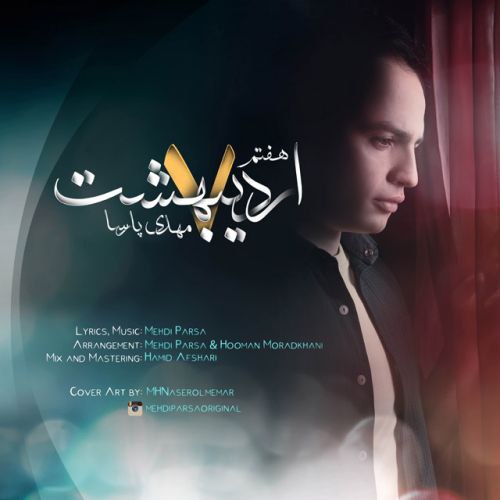 هفتم
اردیبهشت
۷
مهدی پارسا
Lyrics, Music: Mehdi Parsa
Arrangement: Mehdi Parsa & Hooman Moradkhani
Mix and Mastering: Hamid Afshari
Cover Art by: MHNaserolmemar
mehdiparsaoriginal